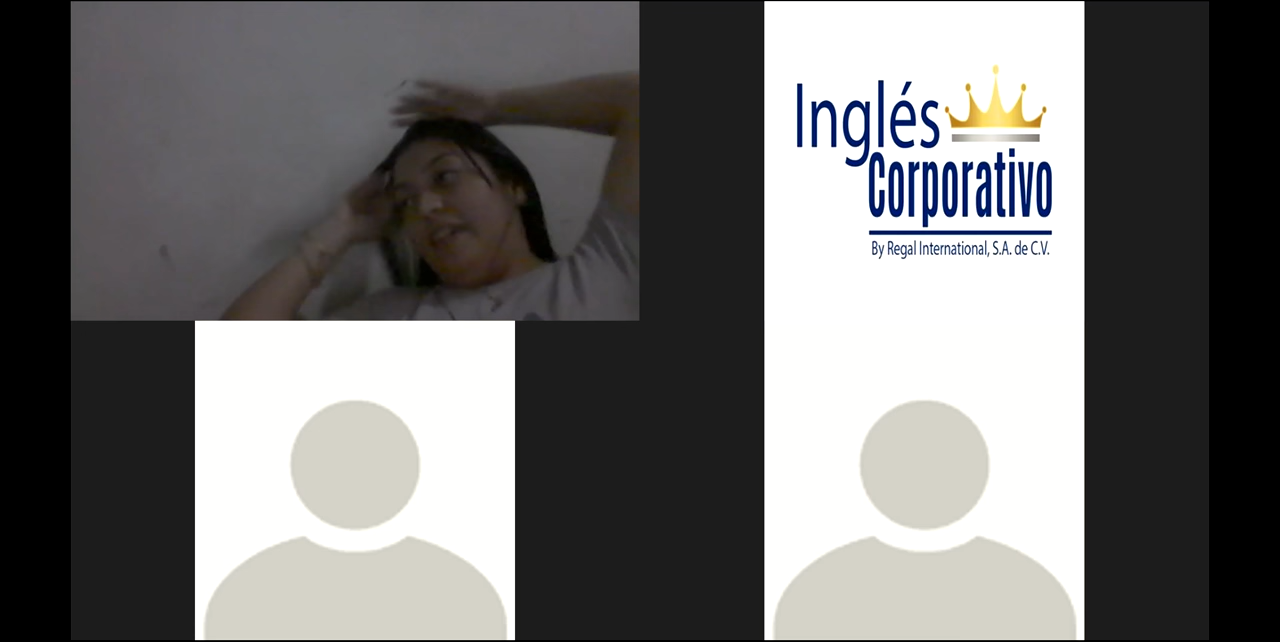 Inglés
Corporativo
By Regal International, S.A. de C.V.